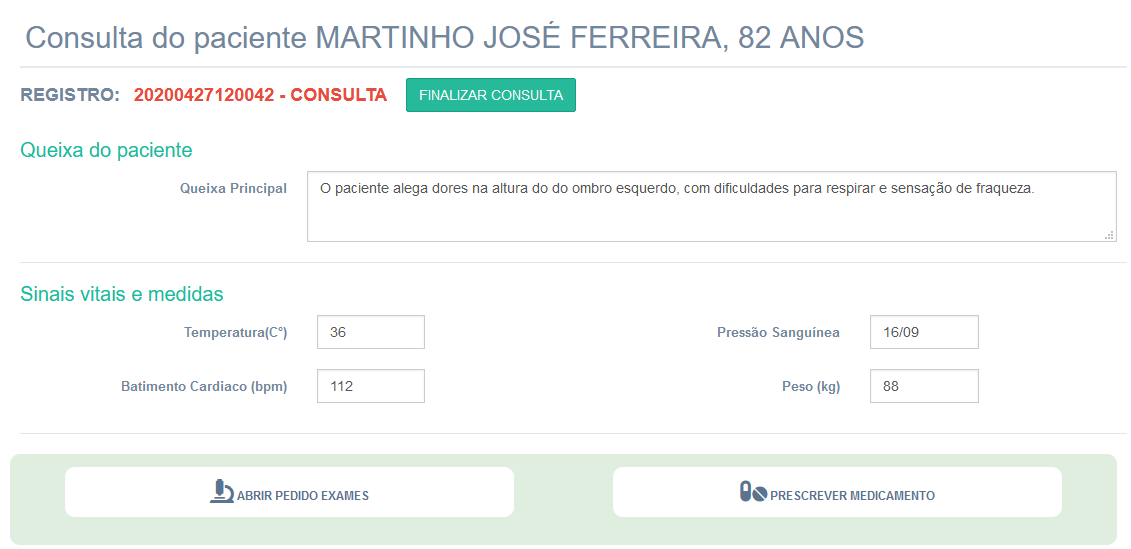 Consulta do paciente MARTINHO JOSÉ FERREIRA, 82 ANOS
REGISTRO: 20200427120042 - CONSULTA FINALIZAR CONSULTA
Queixa do paciente
Queixa Principal O paciente alega dores na altura do do ombro esquerdo, com dificuldades para respirar e sensação de fraqueza.
Sinais vitais e medidas
Temperatura(C°) 36 Pressão Sanguínea 16/09
Batimento Cardiaco (bpm) 112 Peso (kg) 88
ABRIR PEDIDO EXAMES PRESCREVER MEDICAMENTO